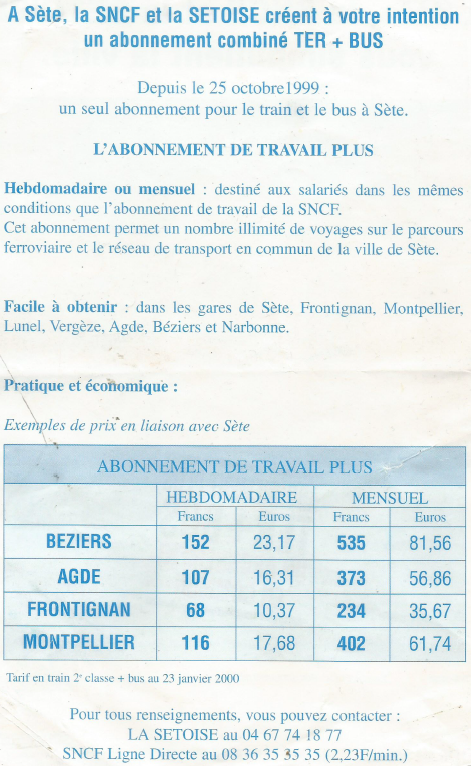 A Sète, la SNCF et la SETOISE créent à votre intention
un abonnement combiné TER + BUS
Depuis le 25 octobre1999 :
un seul abonnement pour le train et le bus à Sète.
L'ABONNEMENT DE TRAVAIL PLUS
Hebdomadaire ou mensuel : destiné aux salariés dans les mêmes
conditions que l'abonnement de travail de la SNCF.
Cet abonnement permet un nombre illimité de voyages sur le parcours
ferroviaire et le réseau de transport en commun de la ville de Sète.
Facile à obtenir : dans les gares de Sète, Frontignan, Montpellier,
Lunel, Vergèze, Agde, Béziers et Narbonne.
Pratique et économique :
Exemples de prix en liaison avec Sète
ABONNEMENT DE TRAVAIL PLUS
HEBDOMADAIRE MENSUEL
Francs Euros Francs Euros
BEZIERS 152 23,17 535 81,56
AGDE 107 16,31 373 56,86
FRONTIGNAN 68 10,37 234 35,67
MONTPELLIER 116 17,68 402 61,74
Tarif en train 2e classe + bus au 23 janvier 2000
Pour tous renseignements, vous pouvez contacter :
LA SETOISE au 04 67 74 18 77
SNCF Ligne Directe au 08 36 35 35 35 (2,23F/min.)